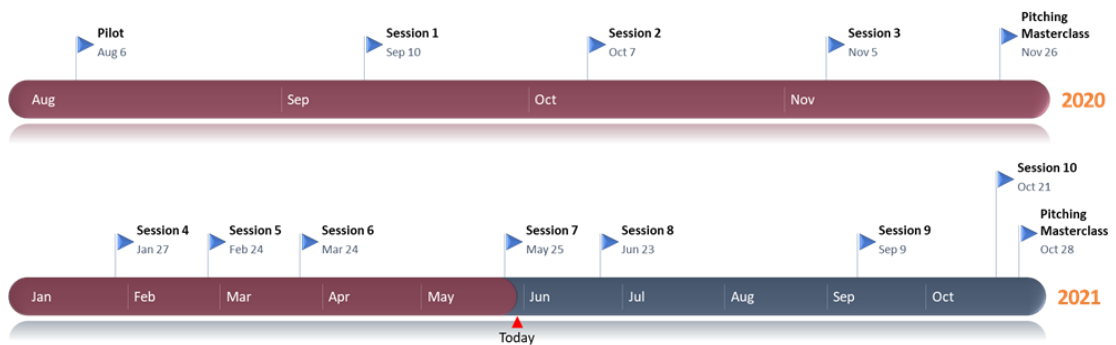 Pilot
Aug 6
Session 1
Sep 10
Session 2
Oct 7
Session 3
Nov 5
Pitching
Masterclass
Nov 26
Aug Sep Oct Nov 2020
Session 10
Oct 21
Session 4
Jan 27
Session 5
Feb 24
Session 6
Mar 24
Session 7
May 25
Session 8
Jun 23
Session 9
Sep 9
Pitching
Masterclass
Oct 28
Jan Feb Mar Apr May Jun Jul Aug Sep Oct 2021
Today